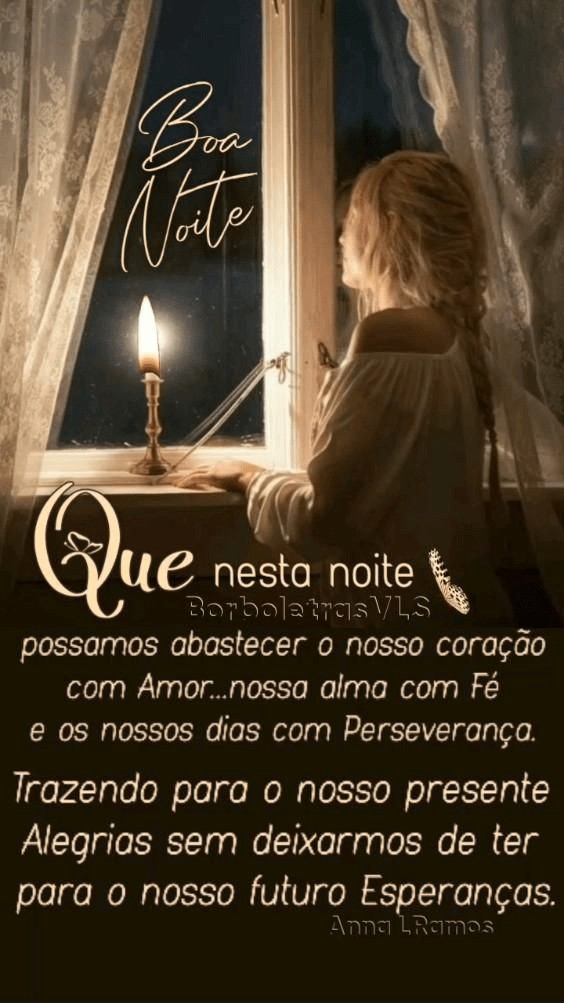 Boa
Noite
Que nesta noite
BorboletrasVLS
possamos abastecer o nosso coração
com Amor...nossa alma com Fé
e os nossos dias com Perseverança.
Trazendo para o nosso presente
Alegrias sem deixarmos de ter
para o nosso futuro Esperanças.
Anna LRamos